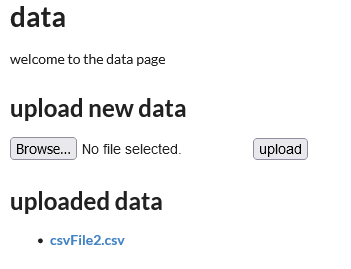 data
welcome to the data page
upload new data
Browse... No file selected. upload
uploaded data
csvFile2.csv